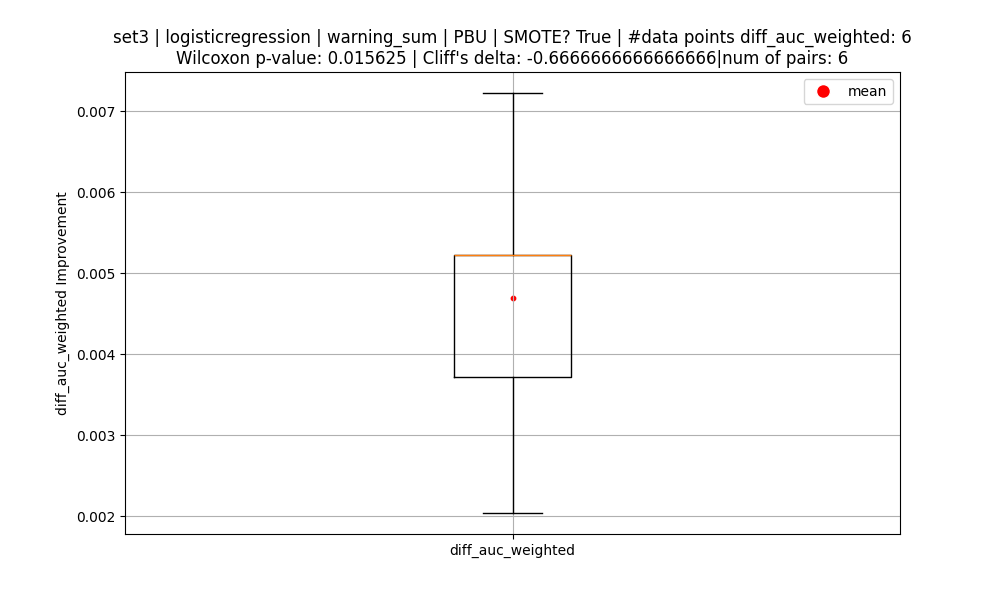 set3 | logisticregression | warning_sum | PBU | SMOTE? True | #data points diff_auc_weighted: 6
Wilcoxon p-value: 0.015625 | Cliff's delta: -0.6666666666666666|num of pairs: 6
mean
0.007
0.006
0.005
0.004
0.003
0.002
diff_auc_weighted Improvement
diff_auc_weighted